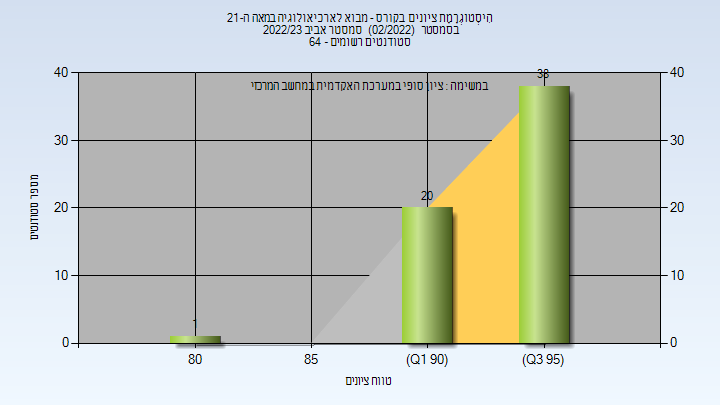 הִיסְטוֹגְרָמַת ציונים בקורס - מבוא לארכיאולוגיה במאה ה-21
בסמסטר (02/2022) סמסטר אביב 2022/23
סטודנטים רשומים - 64
במשימה : ציון סופי במערכת האקדמית במחשב המרכזי
40 40
38
30 30
20 20
20
10 10
1
0 0
80 85 (Q1 90) (Q3 95)
מספר סטודנטים
טווח ציונים